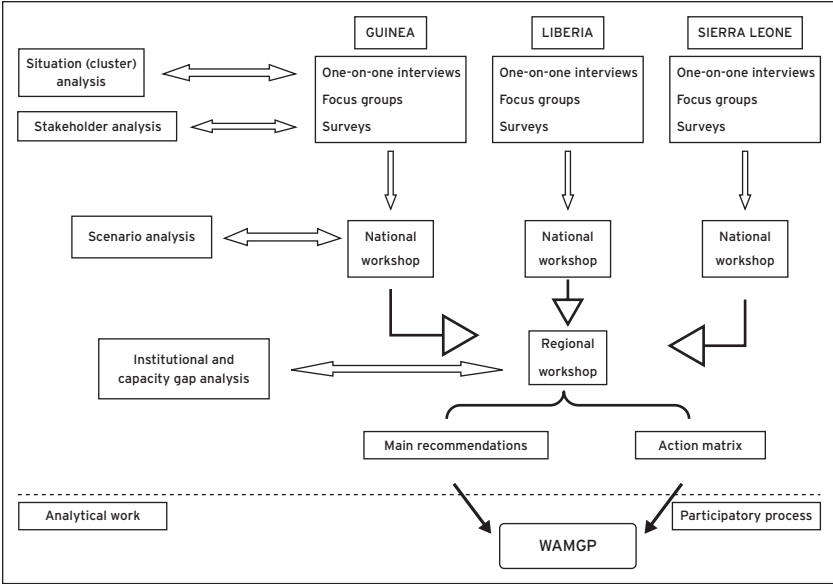 GUINEA
LIBERIA
SIERRA LEONE
Situation (cluster)
analysis
One-on-one interviews
Focus groups
Surveys
One-on-one interviews
Focus groups
Surveys
One-on-one interviews
Focus groups
Surveys
Stakeholder analysis
Scenario analysis
National
workshop
National
workshop
National
workshop
Institutional and
capacity gap analysis
Regional
workshop
Main recommendations
Action matrix
Analytical work
Participatory process
WAMGP